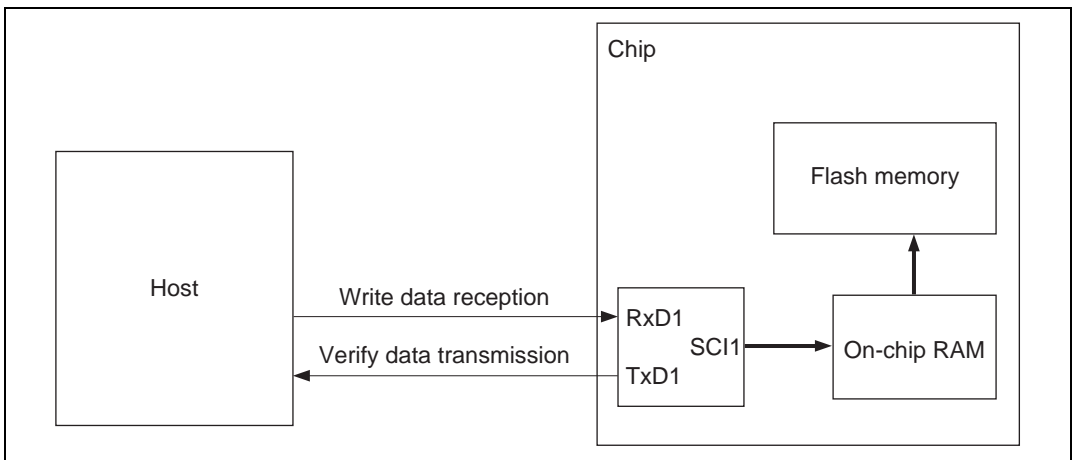 Chip
Flash memory
Host
Write data reception
RxD1
SCI1
On-chip RAM
Verify data transmission
TxD1